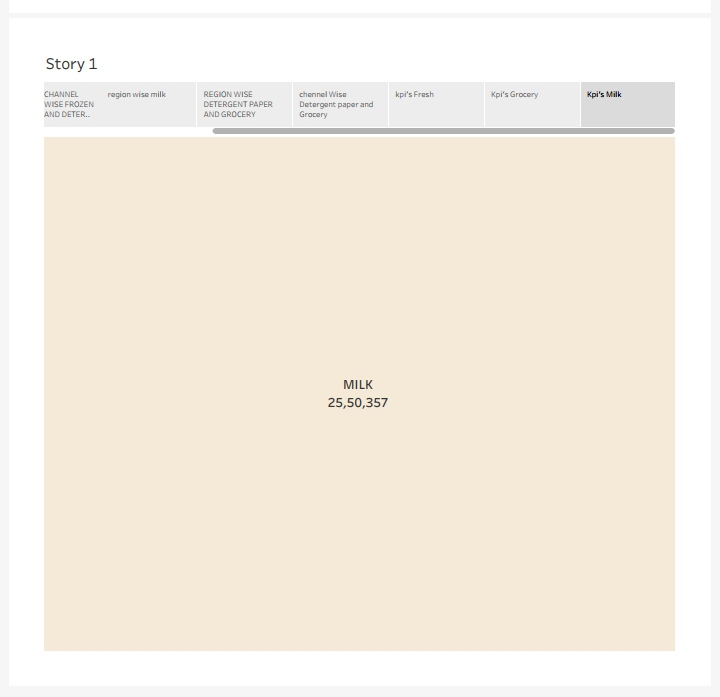 Story 1
CHANNEL
WISE FROZEN
AND DETER..
region wise milk
REGION WISE
DETERGENT PAPER
AND GROCERY
channel Wise
Detergent paper and
Grocery
kpi's Fresh
Kpi's Grocery
Kpi's Milk
MILK
25,50,357